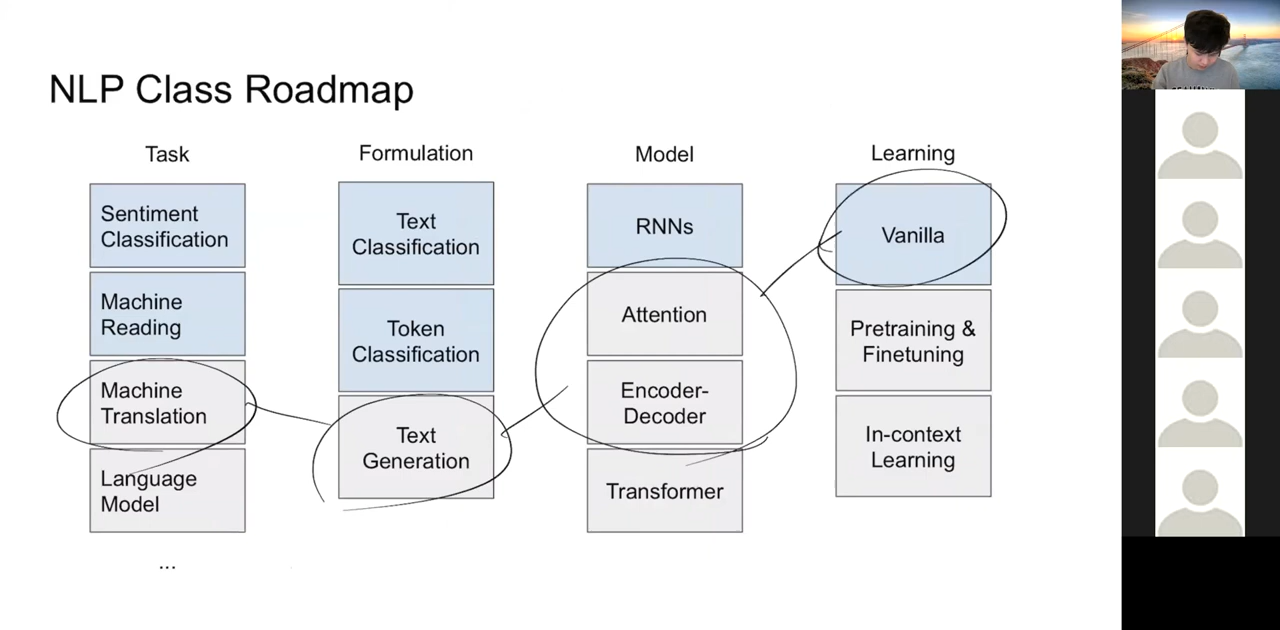 NLP Class Roadmap
Task
Formulation
Model
Learning
Sentiment
Classification
Machine
Reading
Machine
Translation
Language
Model
...
Text
Classification
Token
Classification
Text
Generation
RNNs
Attention
Encoder-
Decoder
Transformer
Vanilla
Pretraining &
Finetuning
In-context
Learning